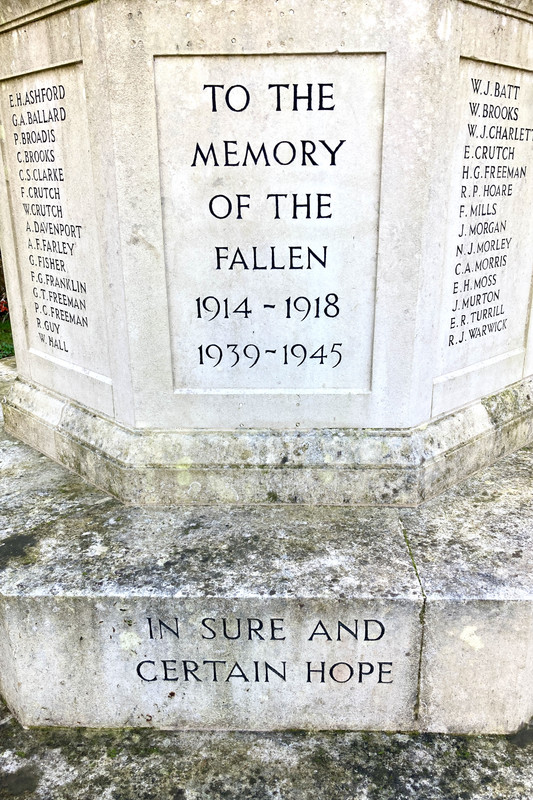 E.H.ASHFORD
G.A.BALLARD
P.BROADIS
C.BROOKS
C.S.CLARKE
F.CRUTCH
W.CRUTCH
A.DAVENPORT
A.F.FARLEY
G.FISHER
F.G.FRANKLIN
G.T.FREEMAN
P.C.FREEMAN
R.GUY
W.HALL
TO THE
MEMORY
OF THE
FALLEN
1914 - 1918
1939-1945
W.J.BATT
W.BROOKS
W.J.CHARLETT
E.CRUTCH
H.G.FREEMAN
R.P.HOARE
F.MILLS
J.MORGAN
N.J.MORLEY
C.A.MORRIS
E.H.MOSS
J.MURTON
E.R.TURRILL
R.J.WARWICK
IN SURE AND
CERTAIN HOPE